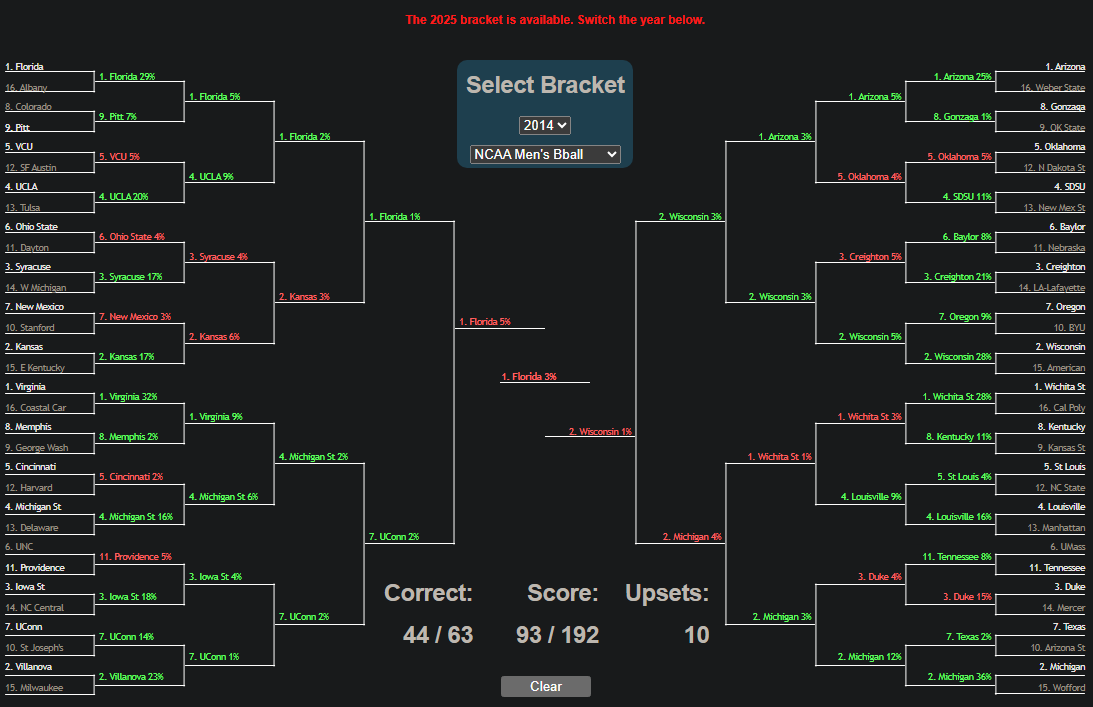 The 2025 bracket is available. Switch the year below.
Select Bracket
2014
NCAA Men's Bball
1. Florida
16. Albany
8. Colorado
9. Pitt
5. VCU
12. SF Austin
4. UCLA
13. Tulsa
6. Ohio State
11. Dayton
3. Syracuse
14. W Michigan
7. New Mexico
10. Stanford
2. Kansas
15. E Kentucky
1. Virginia
16. Coastal Car
8. Memphis
9. George Wash
5. Cincinnati
12. Harvard
4. Michigan St
13. Delaware
6. UNC
11. Providence
3. Iowa St
14. NC Central
7. UConn
10. St Joseph's
2. Villanova
15. Milwaukee
1. Florida 29%
9. Pitt 7%
5. VCU 5%
4. UCLA 20%
6. Ohio State 4%
3. Syracuse 17%
7. New Mexico 3%
2. Kansas 17%
1. Virginia 32%
8. Memphis 2%
5. Cincinnati 2%
4. Michigan St 16%
11. Providence 5%
3. Iowa St 18%
7. UConn 14%
2. Villanova 23%
1. Florida 5%
4. UCLA 9%
3. Syracuse 4%
2. Kansas 6%
1. Virginia 9%
4. Michigan St 6%
3. Iowa St 4%
7. UConn 1%
1. Florida 2%
2. Kansas 3%
4. Michigan St 2%
7. UConn 2%
1. Florida 1%
7. UConn 2%
1. Florida 5%
1. Florida 3%
2. Wisconsin 1%
2. Wisconsin 3%
2. Michigan 4%
1. Arizona 3%
2. Wisconsin 3%
1. Wichita St 1%
2. Michigan 3%
1. Arizona 5%
5. Oklahoma 4%
3. Creighton 5%
2. Wisconsin 5%
1. Wichita St 3%
4. Louisville 9%
3. Duke 4%
2. Michigan 12%
1. Arizona 25%
8. Gonzaga 1%
5. Oklahoma 5%
4. SDSU 11%
6. Baylor 8%
3. Creighton 21%
7. Oregon 9%
2. Wisconsin 28%
1. Wichita St 28%
8. Kentucky 11%
5. St Louis 4%
4. Louisville 16%
11. Tennessee 8%
3. Duke 15%
7. Texas 2%
2. Michigan 36%
1. Arizona
16. Weber State
8. Gonzaga
9. OK State
5. Oklahoma
12. N Dakota St
4. SDSU
13. New Mex St
6. Baylor
11. Nebraska
3. Creighton
14. LA-Lafayette
7. Oregon
10. BYU
2. Wisconsin
15. American
1. Wichita St
16. Cal Poly
8. Kentucky
9. Kansas St
5. St Louis
12. NC State
4. Louisville
13. Manhattan
6. UMass
11. Tennessee
3. Duke
14. Mercer
7. Texas
10. Arizona St
2. Michigan
15. Wofford
Correct: Score: Upsets:
44 / 63 93 / 192 10
Clear